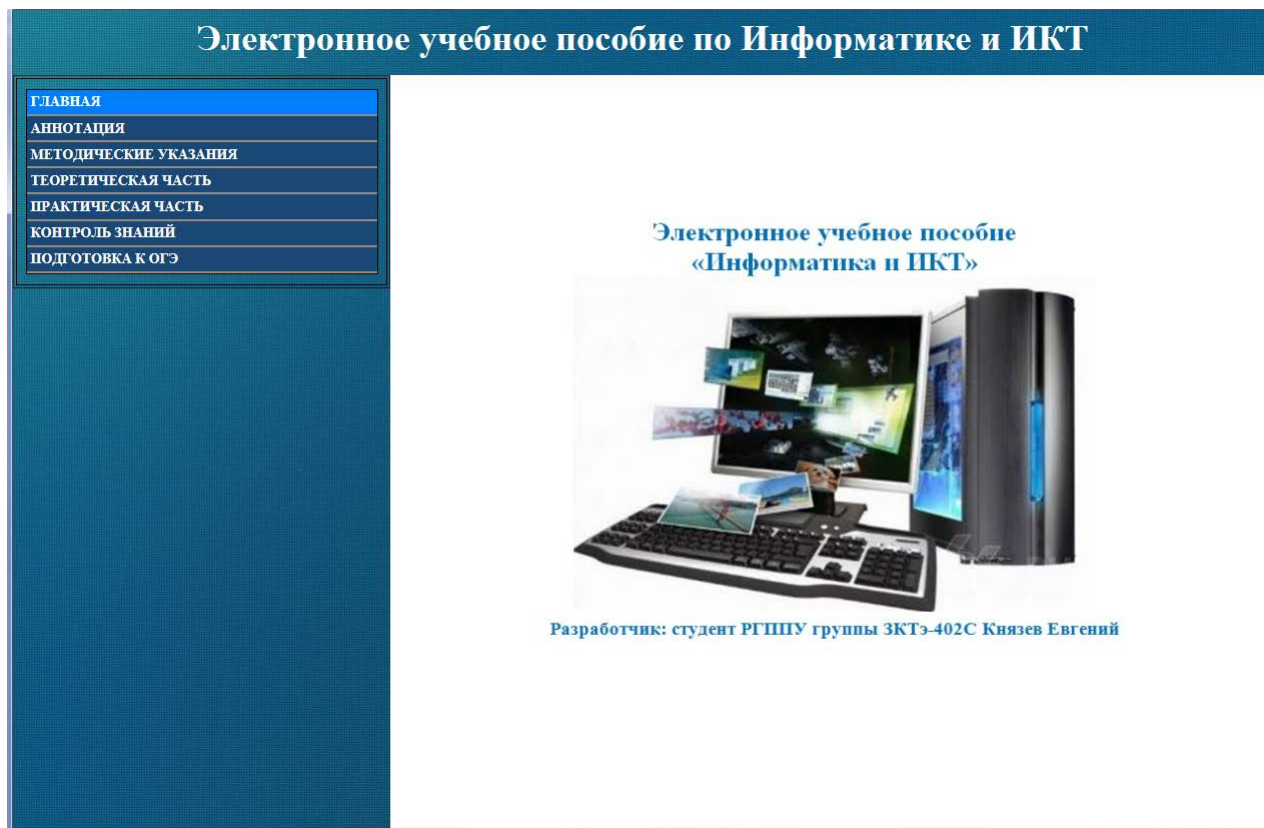 Электронное учебное пособие по Информатике и ИКТ
ГЛАВНАЯ
АННОТАЦИЯ
МЕТОДИЧЕСКИЕ УКАЗАНИЯ
ТЕОРЕТИЧЕСКАЯ ЧАСТЬ
ПРАКТИЧЕСКАЯ ЧАСТЬ
КОНТРОЛЬ ЗНАНИЙ
ПОДГОТОВКА К ОГЭ
Электронное учебное пособие
«Информатика и ИКТ»
Разработчик: студент РГППУ группы ЗКТэ-402С Князев Евгений